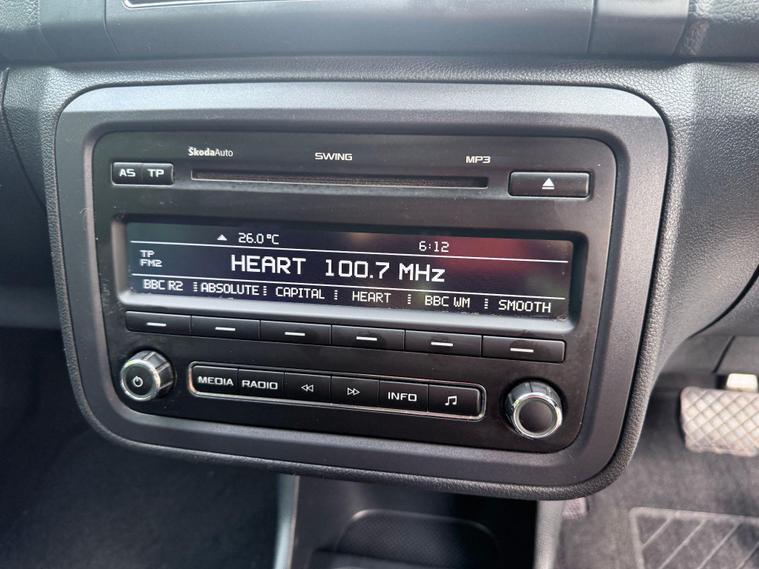 ŠkodaAuto SWING MP3
AS TP
26.0°C 6:12
TP
FM2
HEART 100.7 MHz
BBC R2 ABSOLUTE CAPITAL HEART BBC WM SMOOTH
MEDIA RADIO INFO